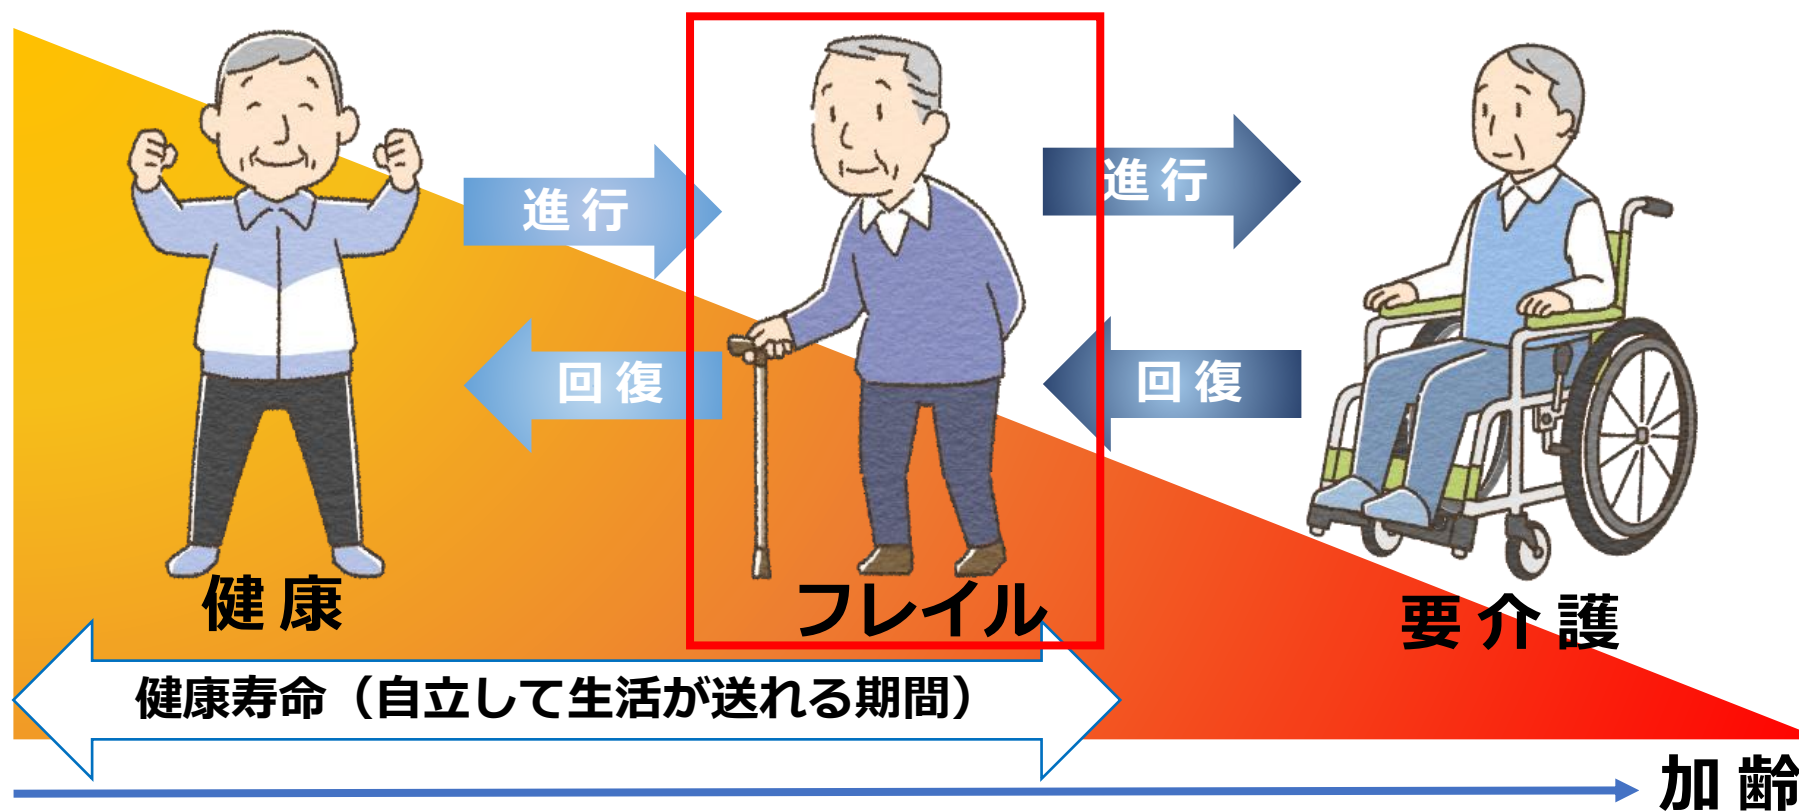 進行
進行
回復
回復
健康
フレイル
要介護
健康寿命（自立して生活が送れる期間）
加齢